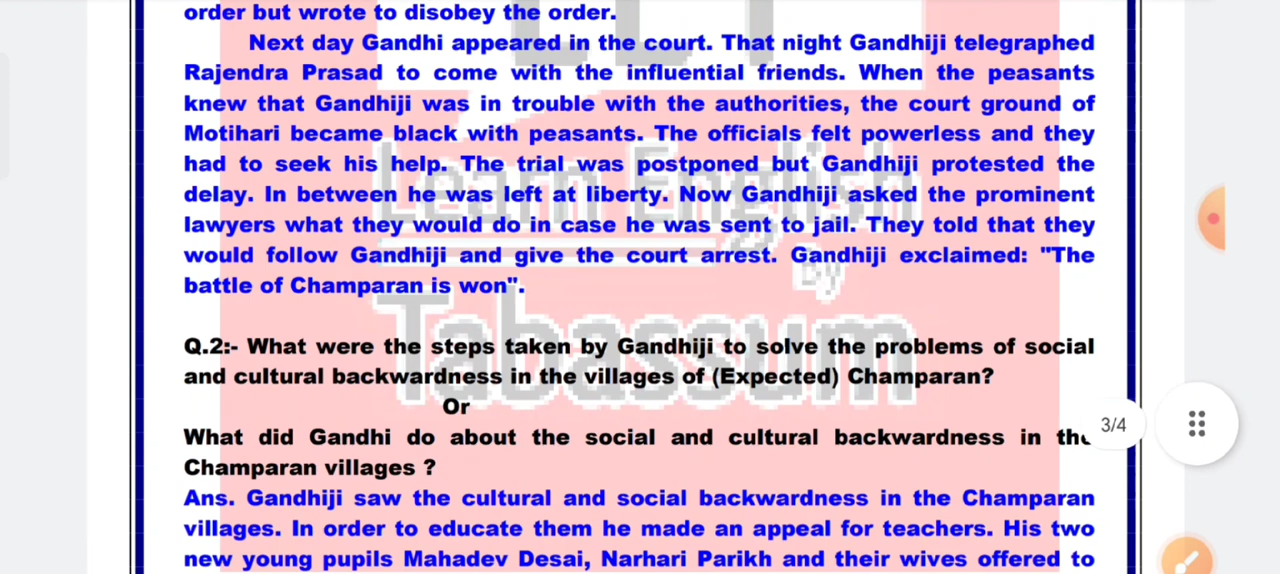 order but wrote to disobey the order.
Next day Gandhi appeared in the court. That night Gandhiji telegraphed
Rajendra Prasad to come with the influential friends. When the peasants
knew that Gandhiji was in trouble with the authorities, the court ground of
Motihari became black with peasants. The officials felt powerless and they
had to seek his help. The trial was postponed but Gandhiji protested the
delay. In between he was left at liberty. Now Gandhiji asked the prominent
lawyers what they would do in case he was sent to jail. They told that they
would follow Gandhiji and give the court arrest. Gandhiji exclaimed: "The
battle of Champaran is won".
Q.2:- What were the steps taken by Gandhiji to solve the problems of social
and cultural backwardness in the villages of (Expected) Champaran?
Or
What did Gandhi do about the social and cultural backwardness in the
Champaran villages ?
Ans. Gandhiji saw the cultural and social backwardness in the Champaran
villages. In order to educate them he made an appeal for teachers. His two
new young pupils Mahadev Desai, Narhari Parikh and their wives offered to
3/4
Learn English
By
Tabassum